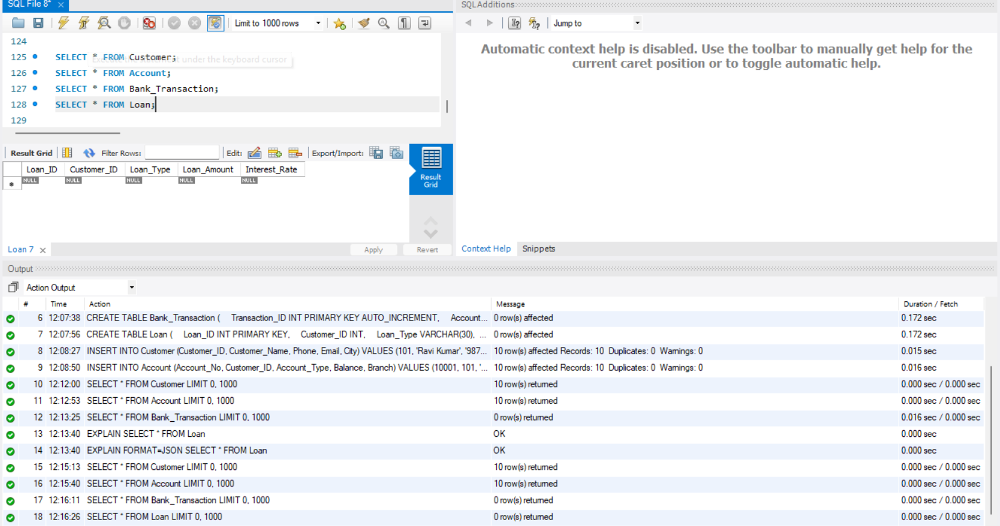 SQL File 8*
SQLAdditions
Limit to 1000 rows
Jump to
124
125 SELECT * FROM Customer;
Execute the statement under the keyboard cursor
126 SELECT * FROM Account;
127 SELECT * FROM Bank_Transaction;
128 SELECT * FROM Loan;
129
Automatic context help is disabled. Use the toolbar to manually get help for the
current caret position or to toggle automatic help.
Result Grid Filter Rows: Edit: Export/Import:
Loan_ID Customer_ID Loan_Type Loan_Amount Interest_Rate
NULL NULL NULL NULL NULL
Result
Grid
Loan 7
Apply Revert
Context Help Snippets
Output
Action Output
# Time Action Message Duration / Fetch
6 12:07:38 CREATE TABLE Bank_Transaction ( Transaction_ID INT PRIMARY KEY AUTO_INCREMENT, Account... 0 row(s) affected 0.172 sec
7 12:07:56 CREATE TABLE Loan ( Loan_ID INT PRIMARY KEY, Customer_ID INT, Loan_Type VARCHAR(30), ... 0 row(s) affected 0.172 sec
8 12:08:27 INSERT INTO Customer (Customer_ID, Customer_Name, Phone, Email, City) VALUES (101, 'Ravi Kumar', '987... 10 row(s) affected Records: 10 Duplicates: 0 Warnings: 0 0.015 sec
9 12:08:50 INSERT INTO Account (Account_No, Customer_ID, Account_Type, Balance, Branch) VALUES (10001, 101, '... 10 row(s) affected Records: 10 Duplicates: 0 Warnings: 0 0.016 sec
10 12:12:00 SELECT * FROM Customer LIMIT 0, 1000 10 row(s) returned 0.000 sec / 0.000 sec
11 12:12:53 SELECT * FROM Account LIMIT 0, 1000 10 row(s) returned 0.000 sec / 0.000 sec
12 12:13:25 SELECT * FROM Bank_Transaction LIMIT 0, 1000 0 row(s) returned 0.016 sec / 0.000 sec
13 12:13:40 EXPLAIN SELECT * FROM Loan OK 0.000 sec
14 12:13:40 EXPLAIN FORMAT=JSON SELECT * FROM Loan OK 0.000 sec
15 12:15:13 SELECT * FROM Customer LIMIT 0, 1000 10 row(s) returned 0.000 sec / 0.000 sec
16 12:15:40 SELECT * FROM Account LIMIT 0, 1000 10 row(s) returned 0.000 sec / 0.000 sec
17 12:16:11 SELECT * FROM Bank_Transaction LIMIT 0, 1000 0 row(s) returned 0.000 sec / 0.000 sec
18 12:16:26 SELECT * FROM Loan LIMIT 0, 1000 0 row(s) returned 0.000 sec / 0.000 sec